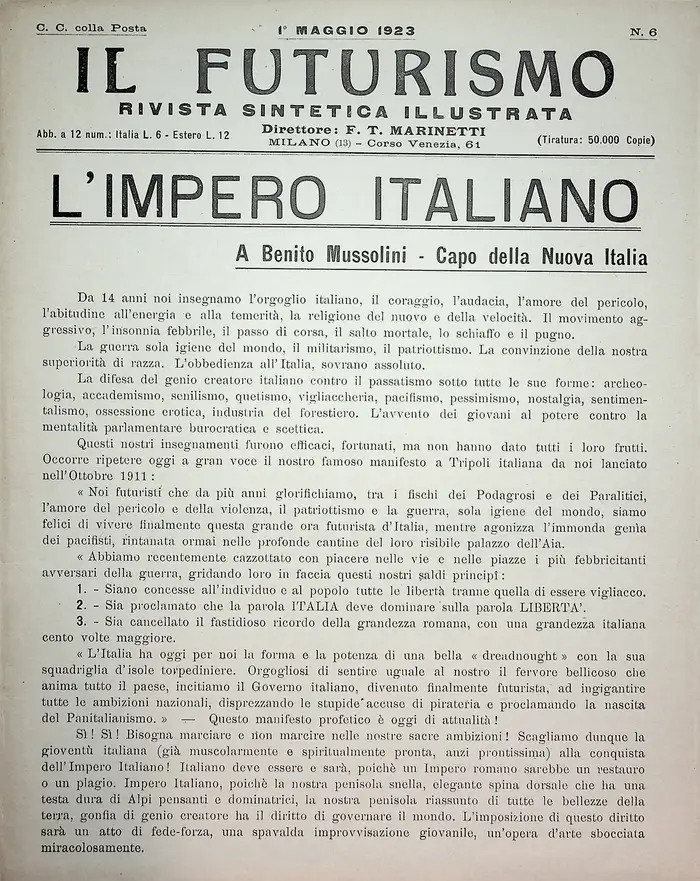 C. C. colla Posta
1° MAGGIO 1923
N. 6
IL FUTURISMO
RIVISTA SINTETICA ILLUSTRATA
Abb. a 12 num.: Italia L. 6 - Estero L. 12
Direttore: F. T. MARINETTI
MILANO (13) - Corso Venezia, 61
(Tiratura: 50.000 Copie)
L'IMPERO ITALIANO
A Benito Mussolini - Capo della Nuova Italia
Da 14 anni noi insegnamo l'orgoglio italiano, il coraggio, l'audacia, l'amore del pericolo,
l'abitudine all'energia e alla temerità, la religione del nuovo e della velocità. Il movimento ag-
gressivo, l'insonnia febbrile, il passo di corsa, il salto mortale, lo schiaffo e il pugno.
La guerra sola igiene del mondo, il militarismo, il patriottismo. La convinzione della nostra
superiorità di razza. L'obbedienza all'Italia, sovrano assoluto.
La difesa del genio creatore italiano contro il passatismo sotto tutte le sue forme: archeo-
logia, accademismo, senilismo, quetismo, vigliaccheria, pacifismo, pessimismo, nostalgia, sentimen-
talismo, ossessione erotica, industria del forestiero. L'avvento dei giovani al potere contro la
mentalità parlamentare burocratica e scettica.
Questi nostri insegnamenti furono efficaci, fortunati, ma non hanno dato tutti i loro frutti.
Occorre ripetere oggi a gran voce il nostro famoso manifesto a Tripoli italiana da noi lanciato
nell'Ottobre 1911:
« Noi futuristi che da più anni glorifichiamo, tra i fischi dei Podagrosi e dei Paralitici,
l'amore del pericolo e della violenza, il patriottismo e la guerra, sola igiene del mondo, siamo
felici di vivere finalmente questa grande ora futurista d'Italia, mentre agonizza l'immonda genìa
dei pacifisti, rintanata ormai nelle profonde cantine del loro risibile palazzo dell'Aia.
« Abbiamo recentemente cazzottato con piacere nelle vie e nelle piazze i più febbricitanti
avversari della guerra, gridando loro in faccia questi nostri saldi principî:
1. - Siano concesse all'individuo e al popolo tutte le libertà tranne quella di essere vigliacco.
2. - Sia proclamato che la parola ITALIA deve dominare sulla parola LIBERTA'.
3. - Sia cancellato il fastidioso ricordo della grandezza romana, con una grandezza italiana
cento volte maggiore.
« L'Italia ha oggi per noi la forma e la potenza di una bella « dreadnought » con la sua
squadriglia d'isole torpediniere. Orgogliosi di sentire uguale al nostro il fervore bellicoso che
anima tutto il paese, incitiamo il Governo italiano, divenuto finalmente futurista, ad ingigantire
tutte le ambizioni nazionali, disprezzando le stupide accuse di pirateria e proclamando la nascita
del Panitalianismo. » — Questo manifesto profetico è oggi di attualità!
Sì! Sì! Bisogna marciare e non marcire nelle nostre sacre ambizioni! Scagliamo dunque la
gioventù italiana (già muscolarmente e spiritualmente pronta, anzi prontissima) alla conquista
dell'Impero Italiano! Italiano deve essere e sarà, poichè un Impero romano sarebbe un restauro
o un plagio. Impero Italiano, poichè la nostra penisola snella, elegante spina dorsale che ha una
testa dura di Alpi pensanti e dominatrici, la nostra penisola riassunto di tutte le bellezze della
terra, gonfia di genio creatore ha il diritto di governare il mondo. L'imposizione di questo diritto
sarà un atto di fede-forza, una spavalda improvvisazione giovanile, un'opera d'arte sbocciata
miracolosamente.